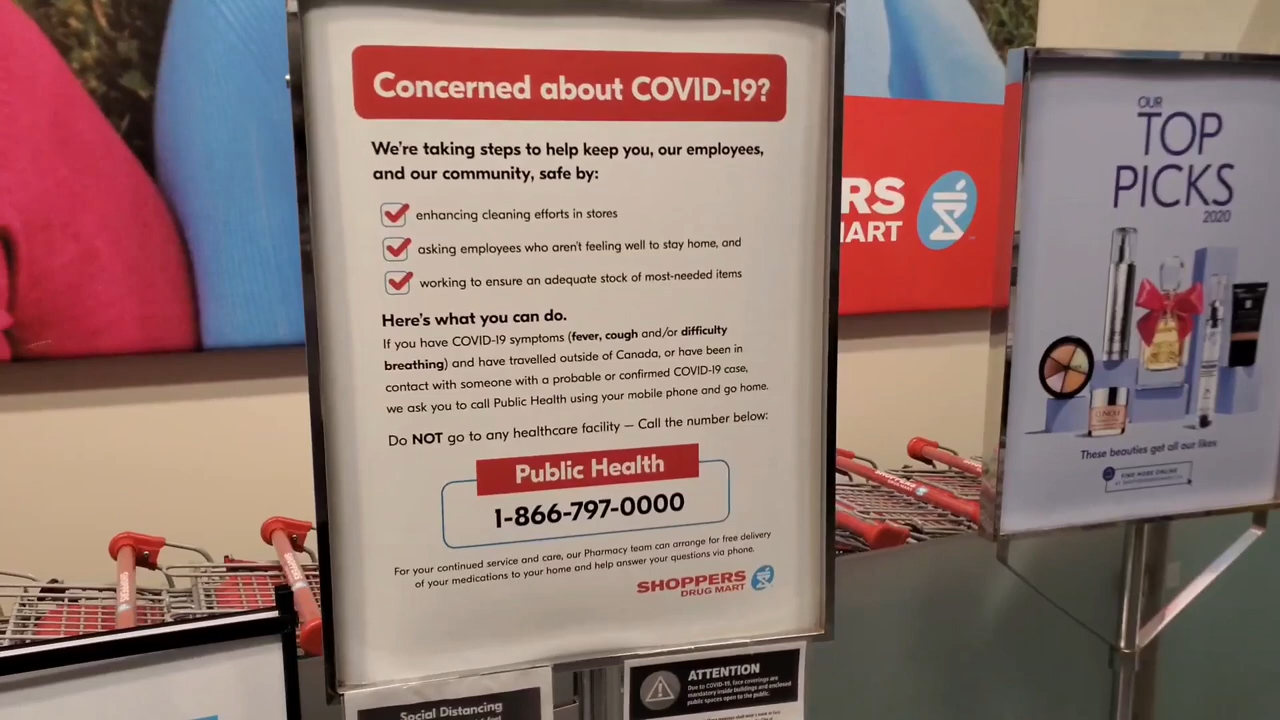 Concerned about COVID-19?
We're taking steps to help keep you, our employees,
and our community, safe by:
enhancing cleaning efforts in stores
asking employees who aren't feeling well to stay home, and
working to ensure an adequate stock of most-needed items
Here's what you can do.
If you have COVID-19 symptoms (fever, cough and/or difficulty
breathing) and have travelled outside of Canada, or have been in
contact with someone with a probable or confirmed COVID-19 case,
we ask you to call Public Health using your mobile phone and go home.
Do NOT go to any healthcare facility — Call the number below:
Public Health
1-866-797-0000
For your continued service and care, our Pharmacy team can arrange for free delivery
of your medications to your home and help answer your questions via phone.
SHOPPERS
DRUG MART
Social Distancing
ATTENTION
Due to COVID-19, face coverings are
mandatory inside buildings and enclosed
public spaces open to the public.
RS
MART
OUR
TOP
PICKS
2020
CLINIQUE
These beauties get all our likes
FIND MORE ONLINE
SHOPPERS